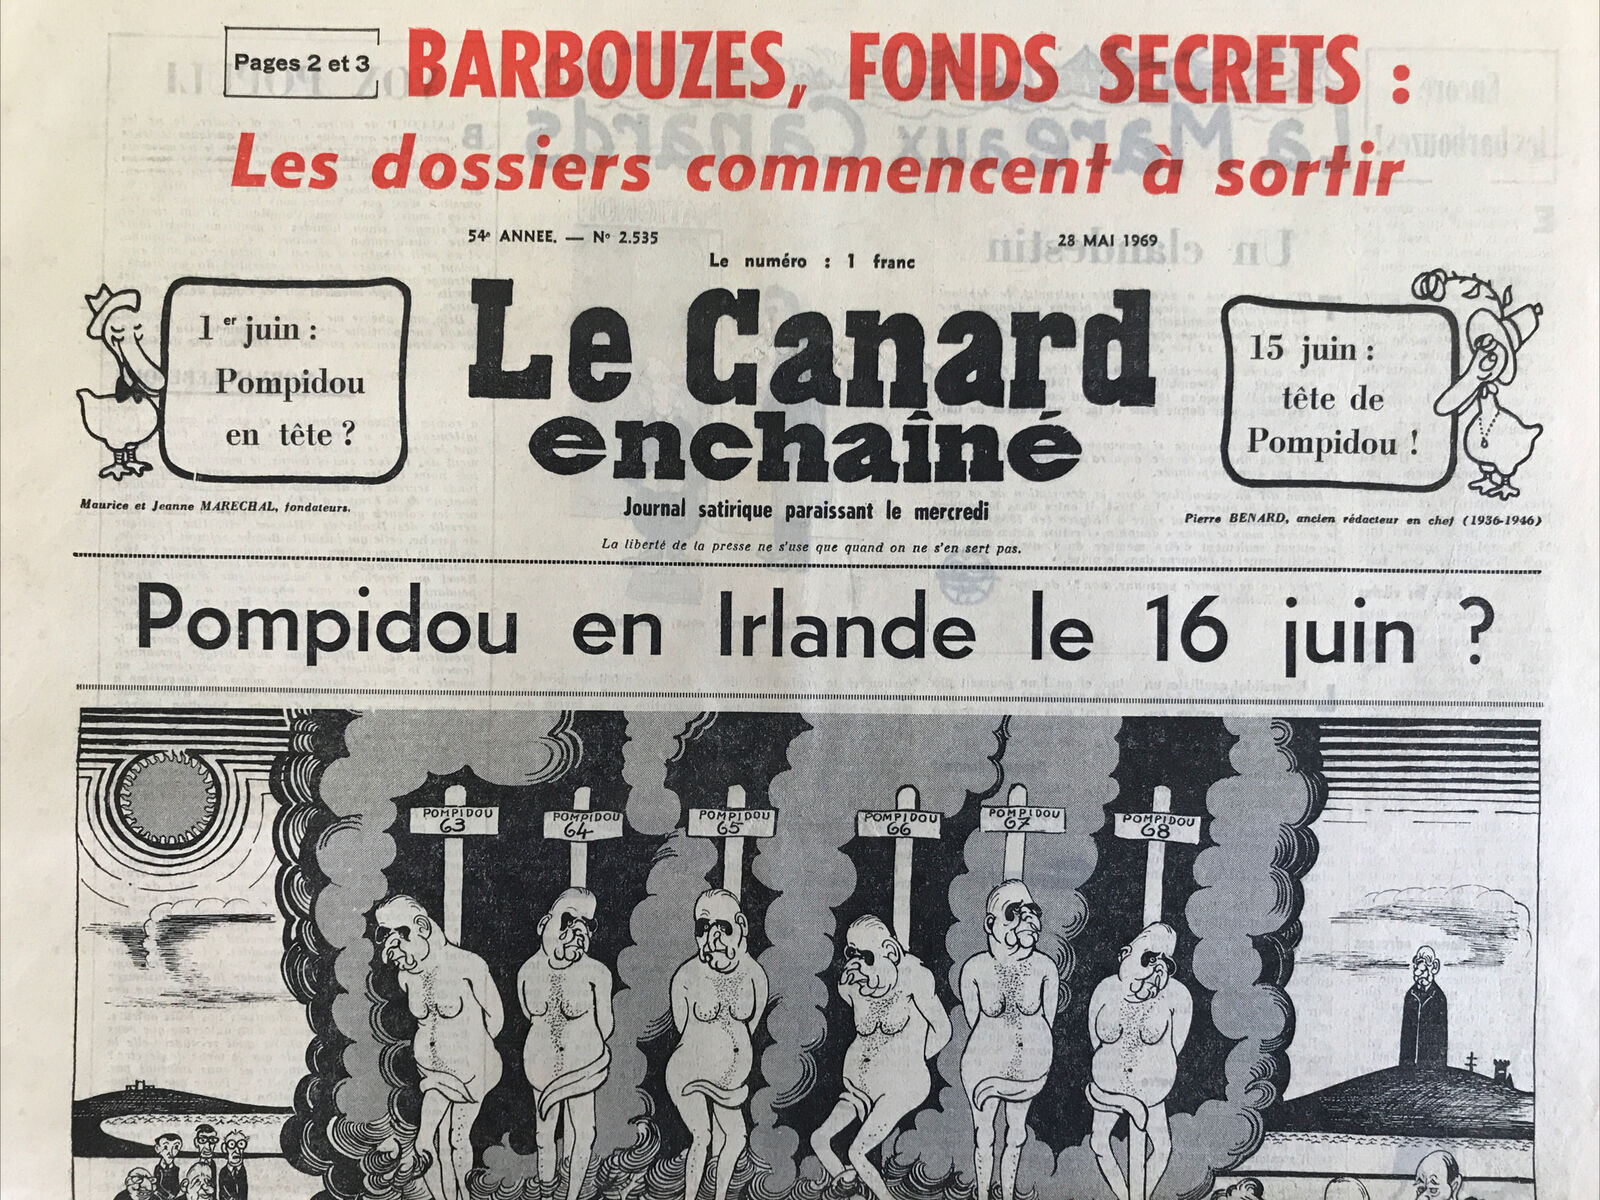 Pages 2 et 3
BARBOUZES, FONDS SECRETS :
Les dossiers commencent à sortir
54e ANNEE. — No 2.535
28 MAI 1969
Le numéro : 1 franc
1er juin :
Pompidou
en tête ?
Le Canard
enchaîné
15 juin :
tête de
Pompidou !
Maurice et Jeanne MARECHAL, fondateurs.
Journal satirique paraissant le mercredi
Pierre BENARD, ancien rédacteur en chef (1936-1946)
La liberté de la presse ne s'use que quand on ne s'en sert pas.
Pompidou en Irlande le 16 juin ?
POMPIDOU
63
POMPIDOU
64
POMPIDOU
65
POMPIDOU
66
POMPIDOU
67
POMPIDOU
68